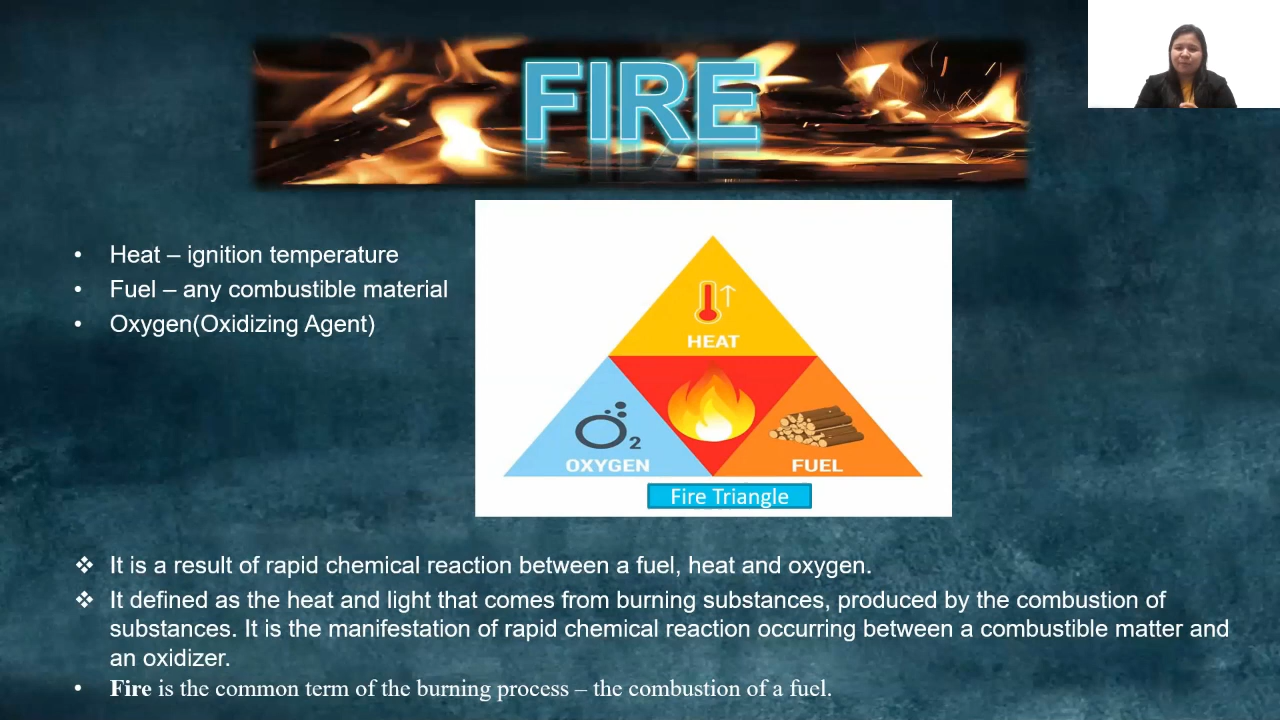 FIRE
• Heat – ignition temperature
• Fuel – any combustible material
• Oxygen(Oxidizing Agent)
HEAT
2
OXYGEN
FUEL
Fire Triangle
❖ It is a result of rapid chemical reaction between a fuel, heat and oxygen.
❖ It defined as the heat and light that comes from burning substances, produced by the combustion of
substances. It is the manifestation of rapid chemical reaction occurring between a combustible matter and
an oxidizer.
• Fire is the common term of the burning process – the combustion of a fuel.